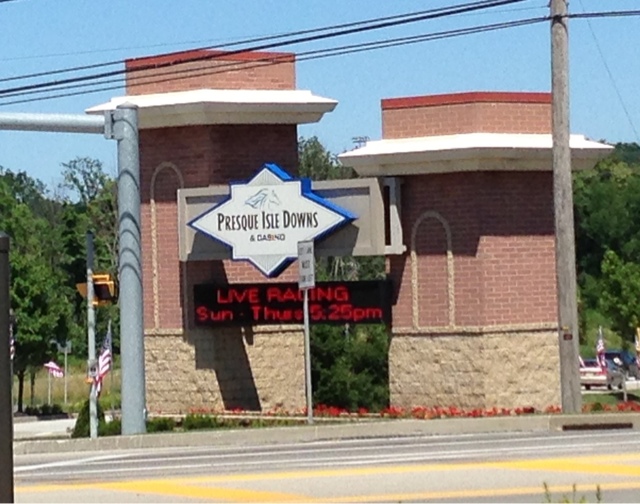 PRESQUE ISLE DOWNS
& CASINO
LIVE RACING
Sun - Thurs 5:25pm